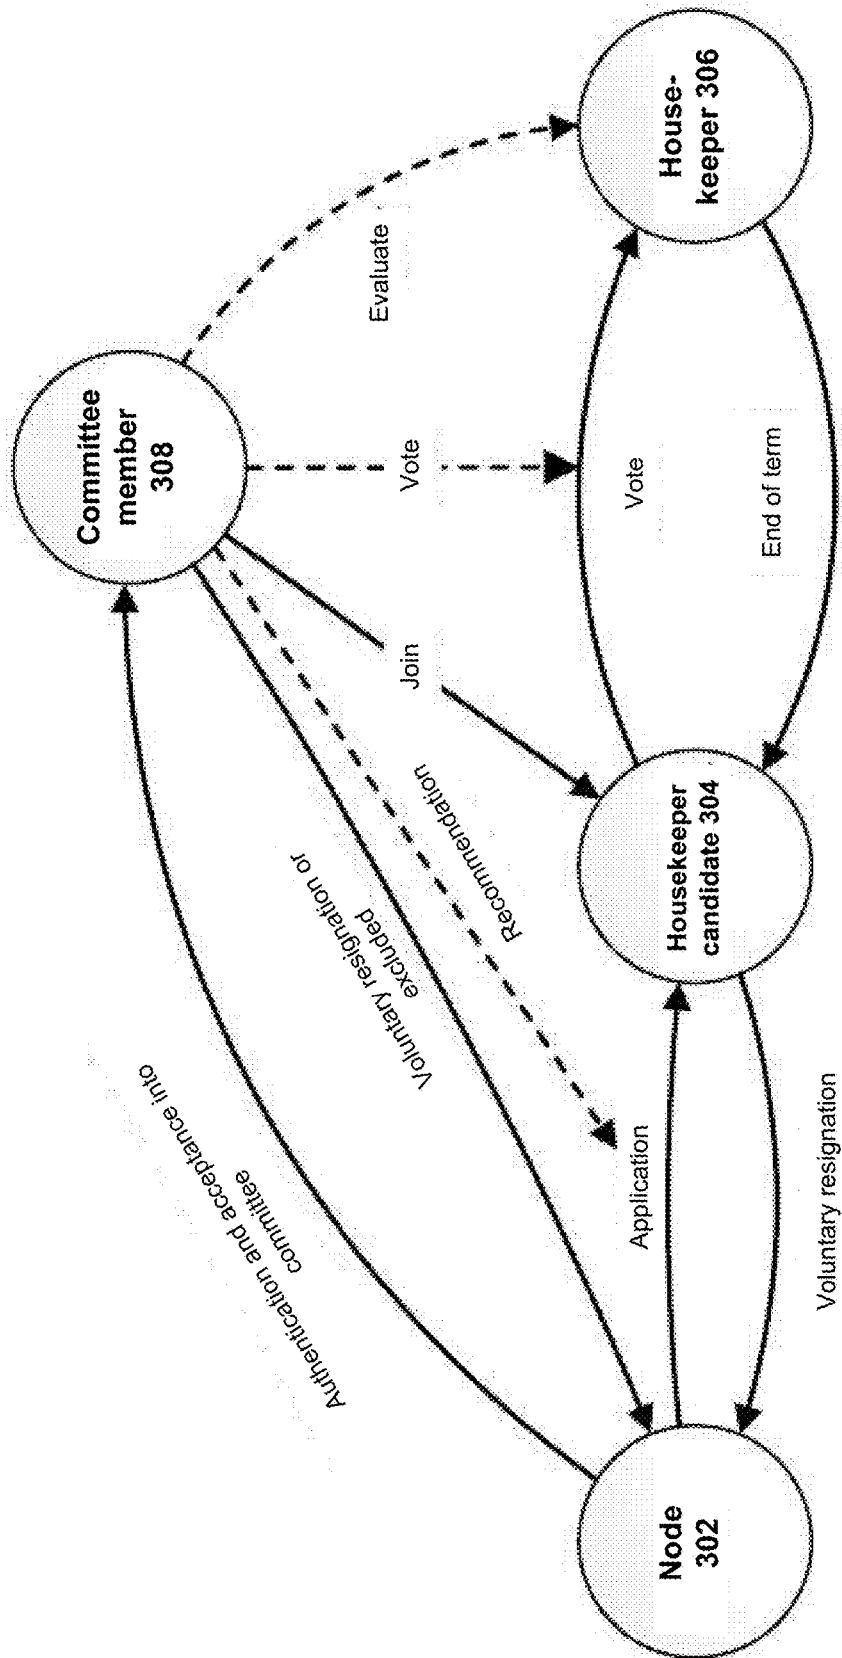 Committee
member
308
Authentication and acceptance into
committee
Voluntary resignation or
excluded
Recommendation
Join
Vote
Evaluate
Node
302
Application
Voluntary resignation
Housekeeper
candidate 304
Vote
End of term
House-
keeper 306